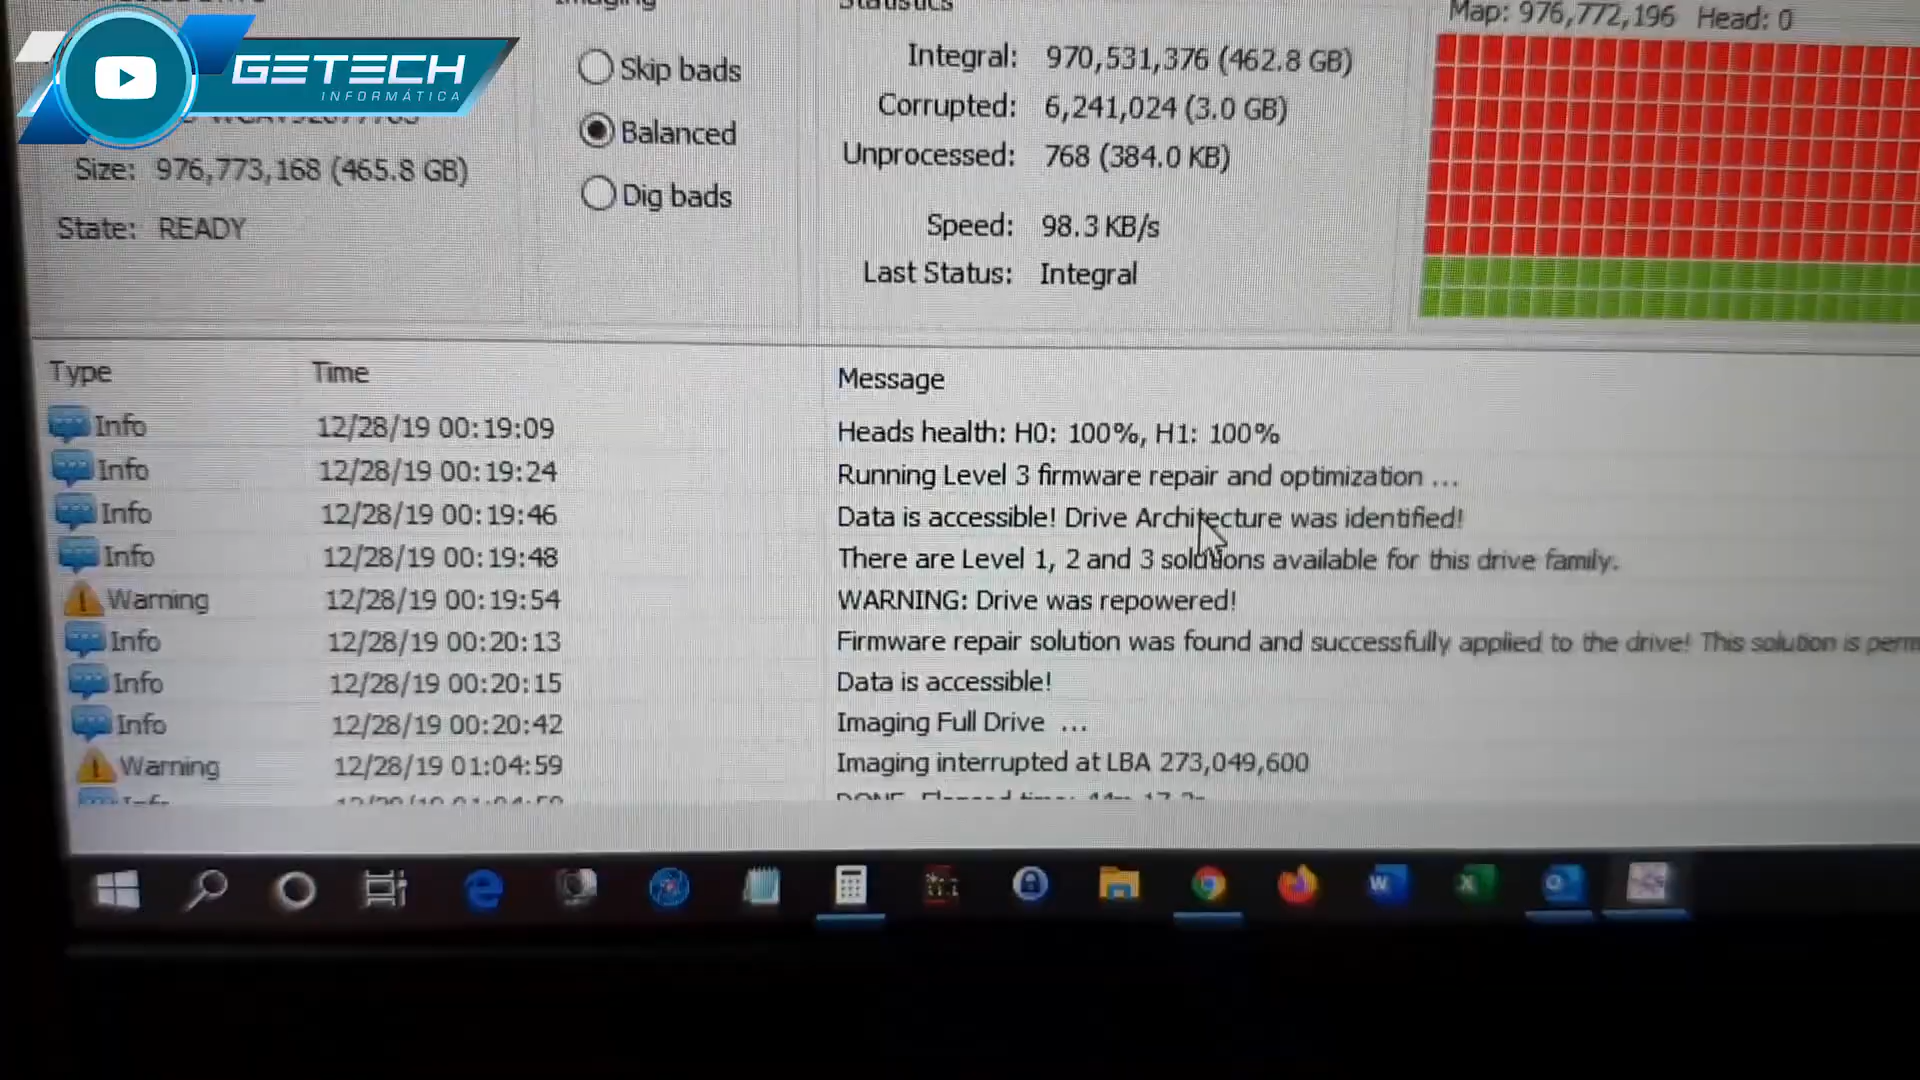 Imaging
Statistics
Map: 976,772,196 Head: 0
GETECH
INFORMÁTICA
Skip bads
Integral: 970,531,376 (462.8 GB)
Balanced
Corrupted: 6,241,024 (3.0 GB)
Size: 976,773,168 (465.8 GB)
Dig bads
Unprocessed: 768 (384.0 KB)
State: READY
Speed: 98.3 KB/s
Last Status: Integral
Type Time Message
Info 12/28/19 00:19:09 Heads health: H0: 100%, H1: 100%
Info 12/28/19 00:19:24 Running Level 3 firmware repair and optimization ...
Info 12/28/19 00:19:46 Data is accessible! Drive Architecture was identified!
Info 12/28/19 00:19:48 There are Level 1, 2 and 3 solutions available for this drive family.
Warning 12/28/19 00:19:54 WARNING: Drive was repowered!
Info 12/28/19 00:20:13 Firmware repair solution was found and successfully applied to the drive! This solution is perm
Info 12/28/19 00:20:15 Data is accessible!
Info 12/28/19 00:20:42 Imaging Full Drive ...
Warning 12/28/19 01:04:59 Imaging interrupted at LBA 273,049,600